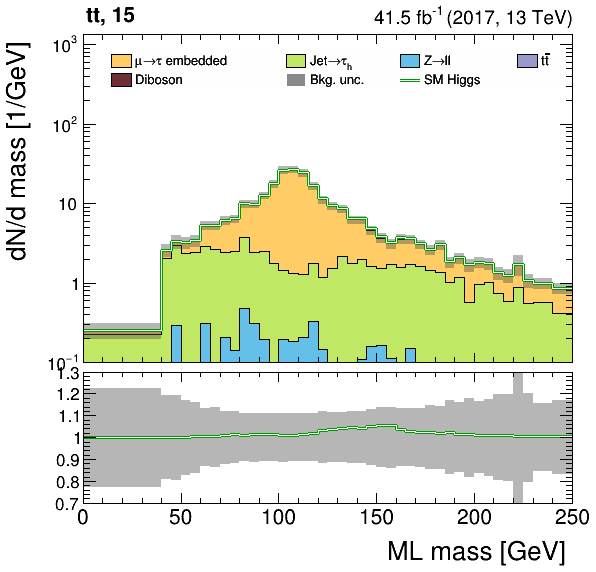 tt, 15 41.5 fb⁻¹ (2017, 13 TeV)
dN/d mass [1/GeV]
10³
10²
10
1
10⁻¹
μ→τ embedded Jet→τₕ Z→ll tt̄
Diboson Bkg. unc. SM Higgs
1.3
1.2
1.1
1
0.9
0.8
0.7
0 50 100 150 200 250
ML mass [GeV]